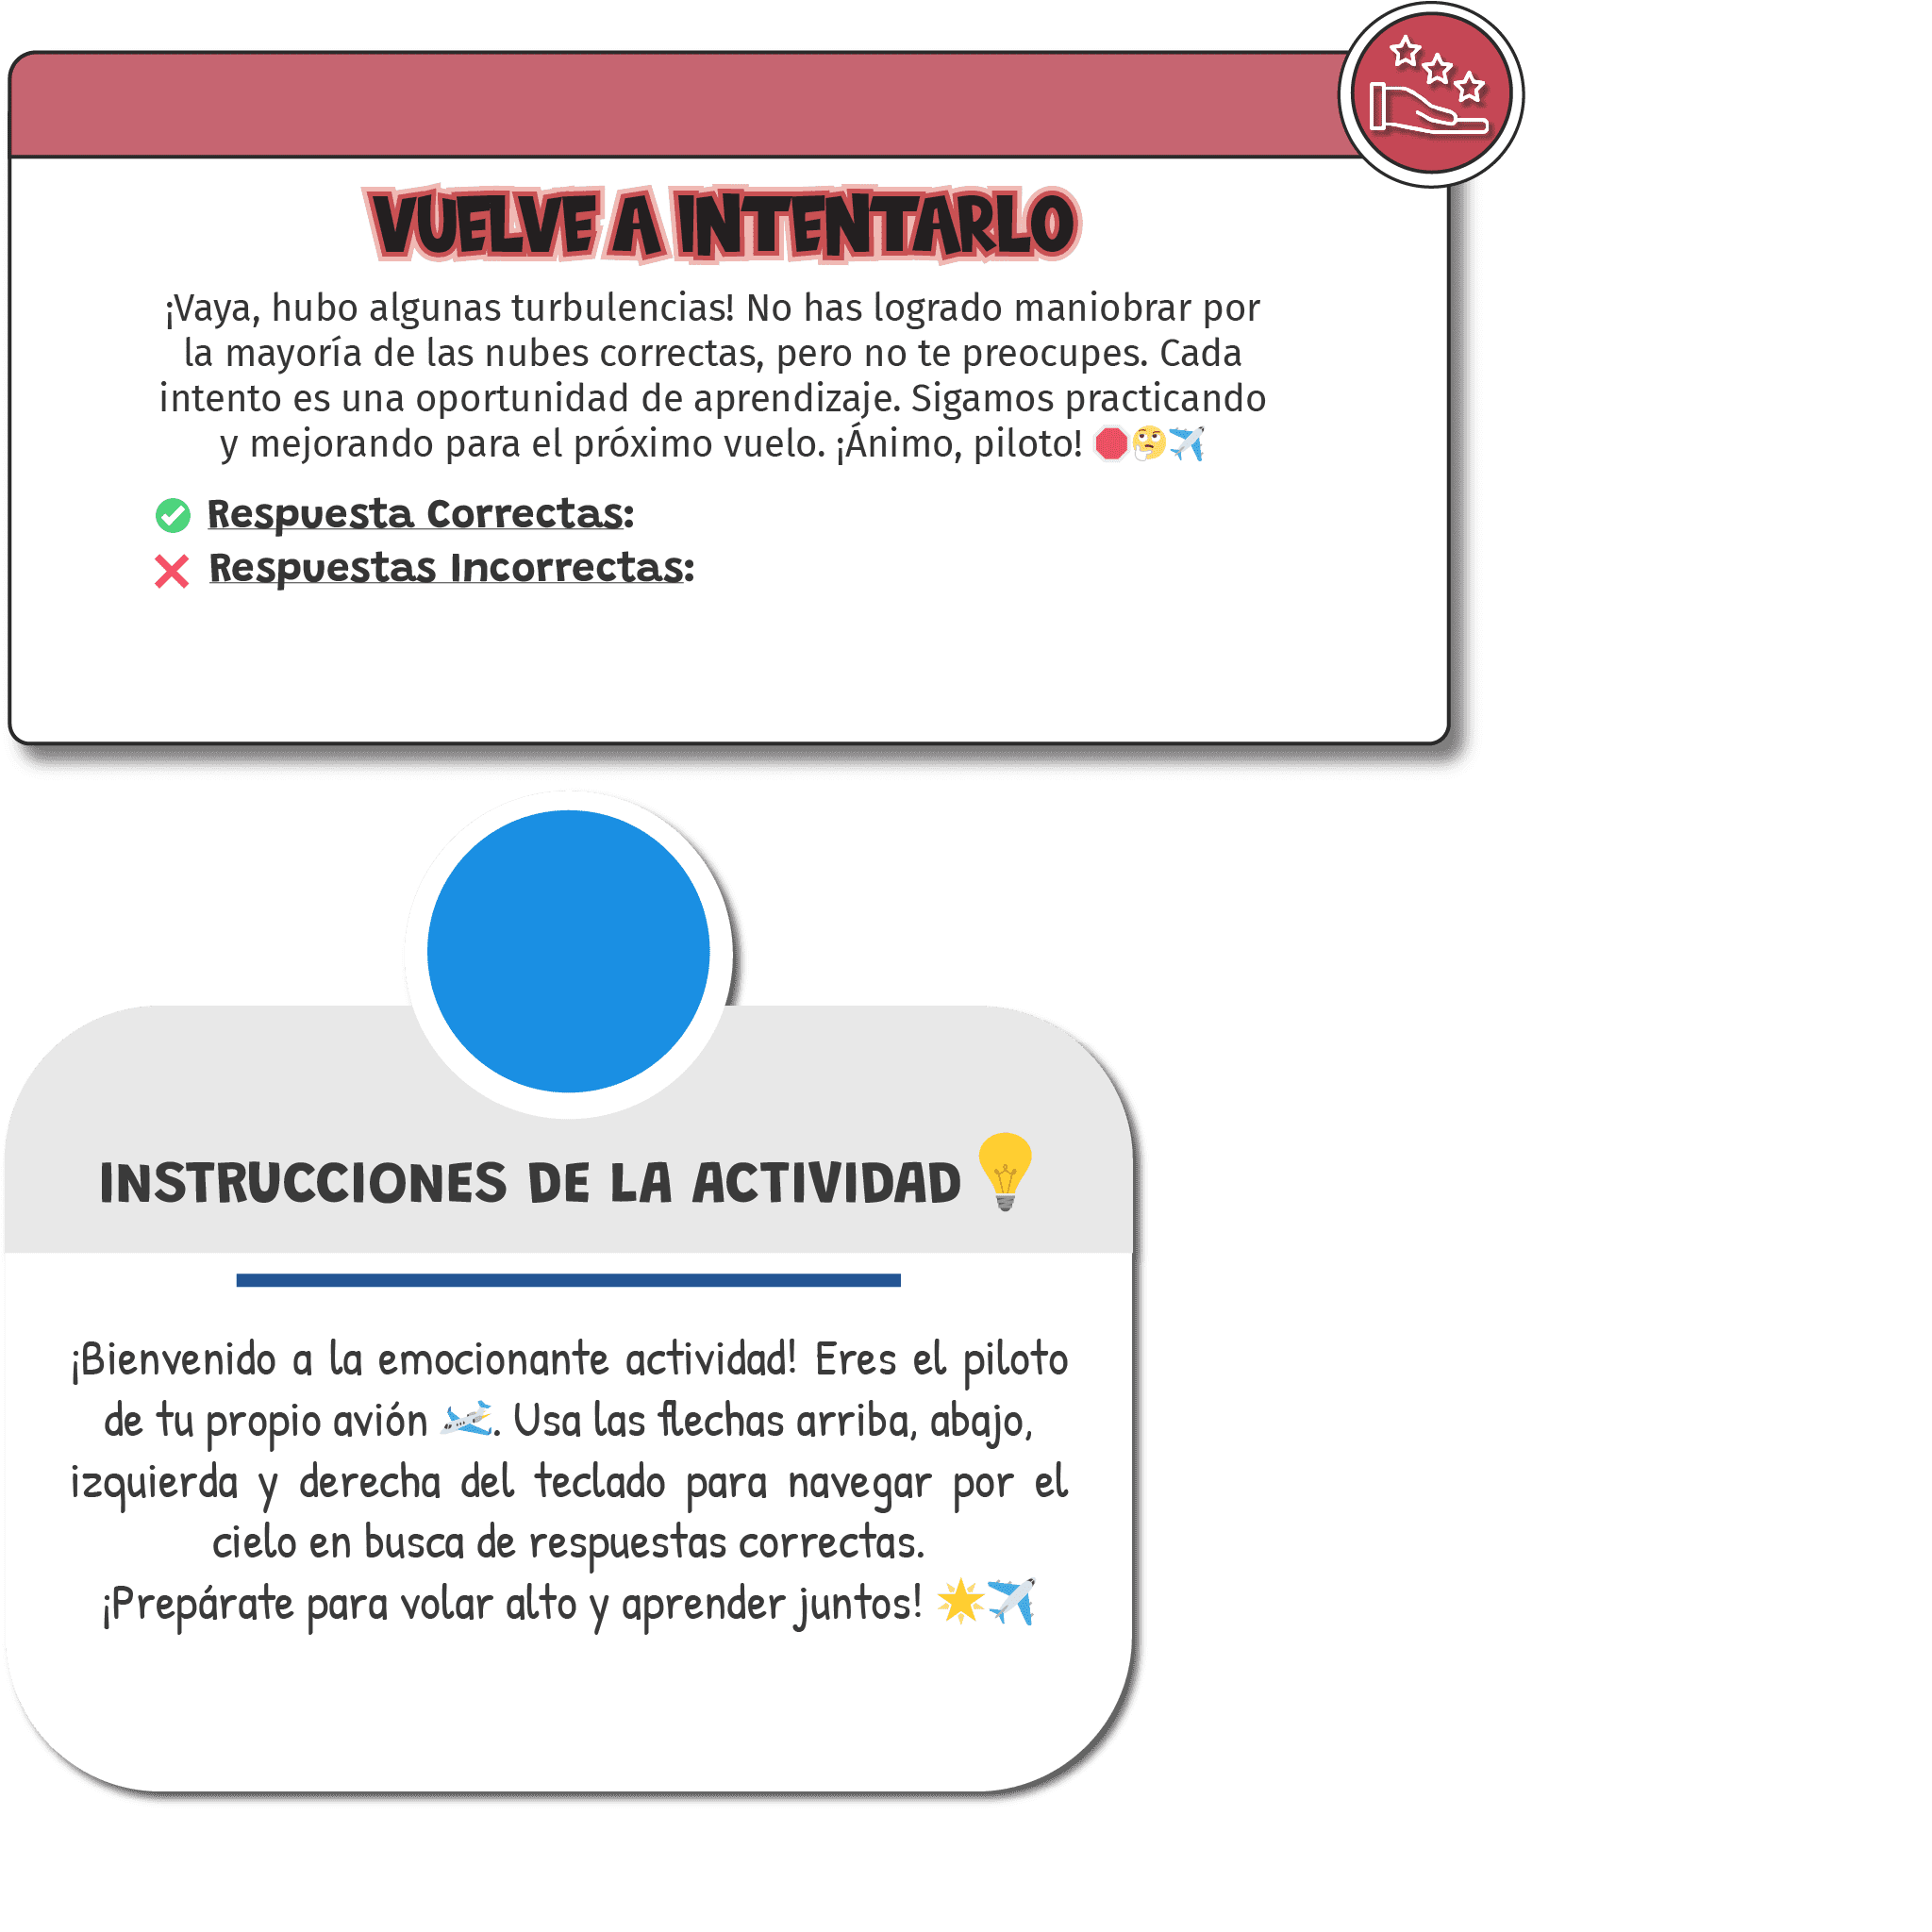 VUELVE A INTENTARLO
¡Vaya, hubo algunas turbulencias! No has logrado maniobrar por
la mayoría de las nubes correctas, pero no te preocupes. Cada
intento es una oportunidad de aprendizaje. Sigamos practicando
y mejorando para el próximo vuelo. ¡Ánimo, piloto! 🛑🤔✈️
Respuesta Correctas:
Respuestas Incorrectas:
INSTRUCCIONES DE LA ACTIVIDAD
¡Bienvenido a la emocionante actividad! Eres el piloto
de tu propio avión 🛩️. Usa las flechas arriba, abajo,
izquierda y derecha del teclado para navegar por el
cielo en busca de respuestas correctas.
¡Prepárate para volar alto y aprender juntos! 🌟✈️